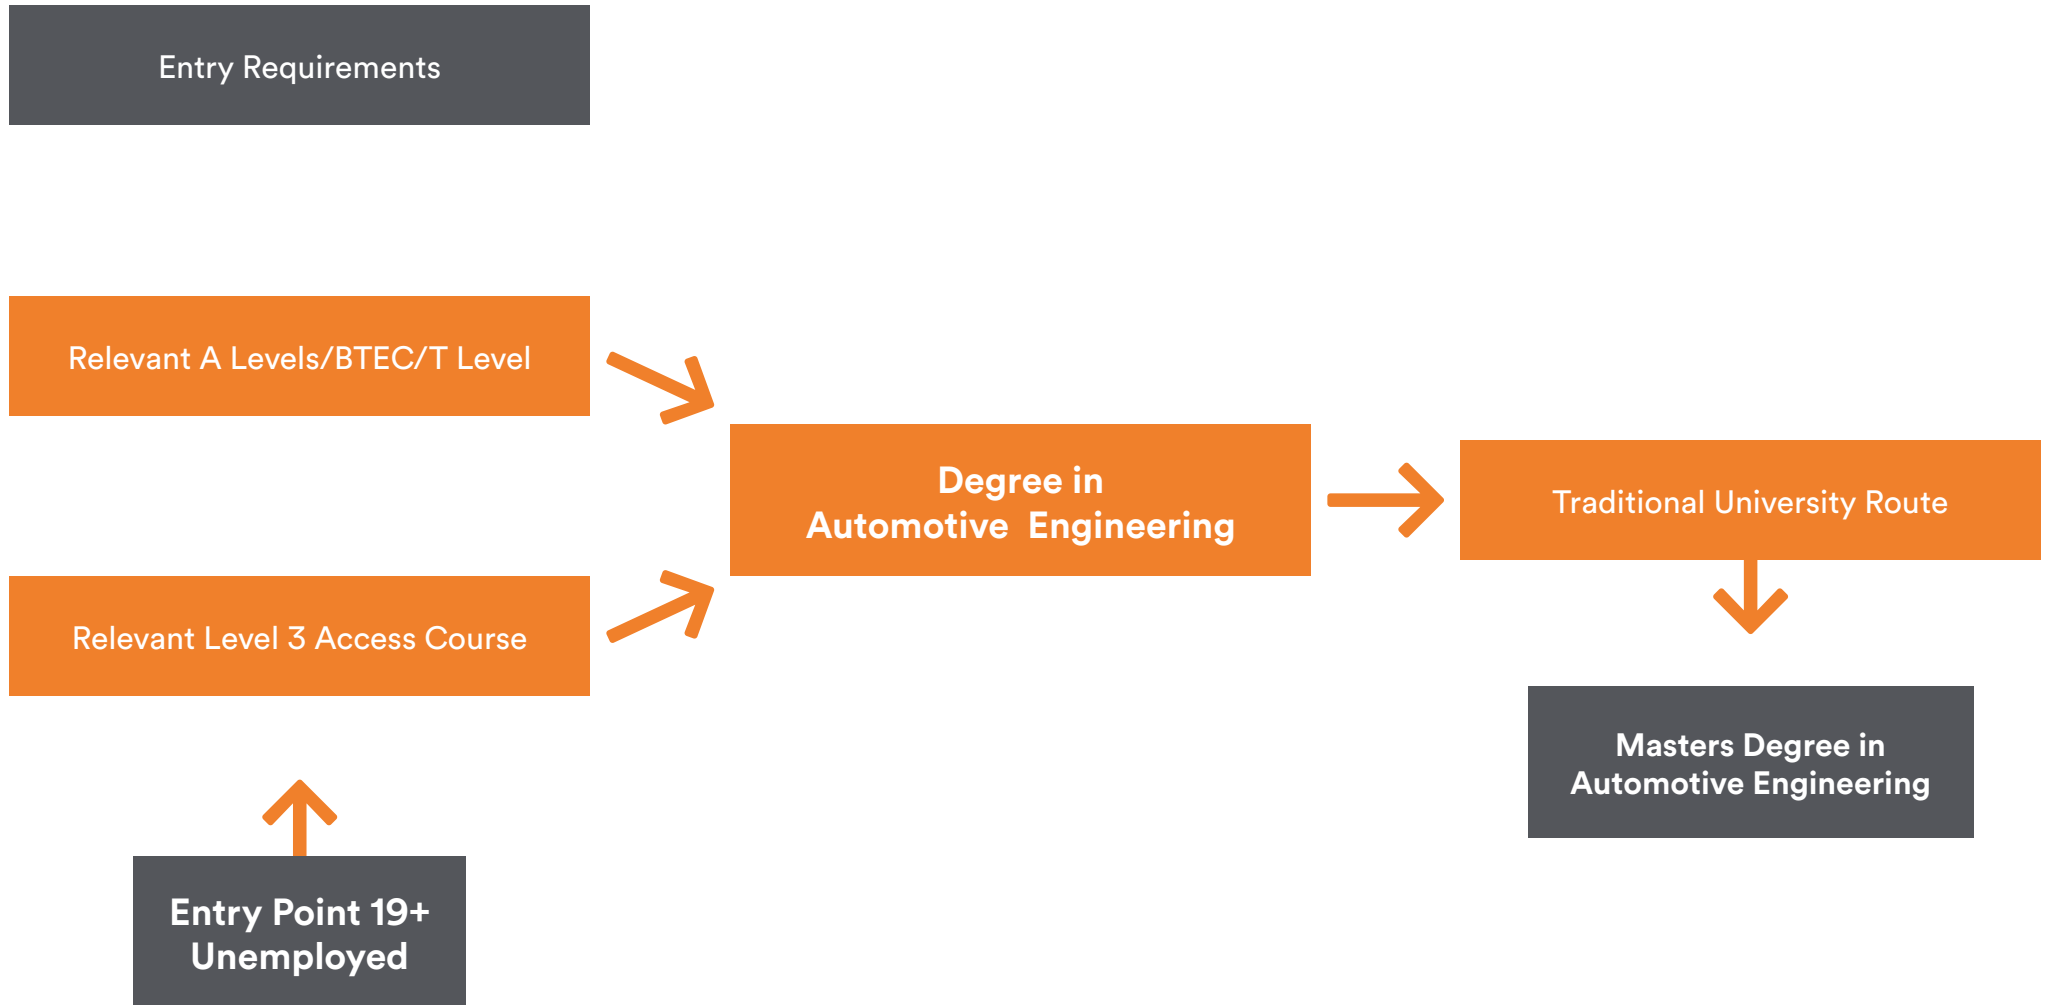 Entry Requirements
Relevant A Levels/BTEC/T Level
Relevant Level 3 Access Course
Entry Point 19+
Unemployed
Degree in
Automotive  Engineering
Traditional University Route
Masters Degree in
Automotive Engineering